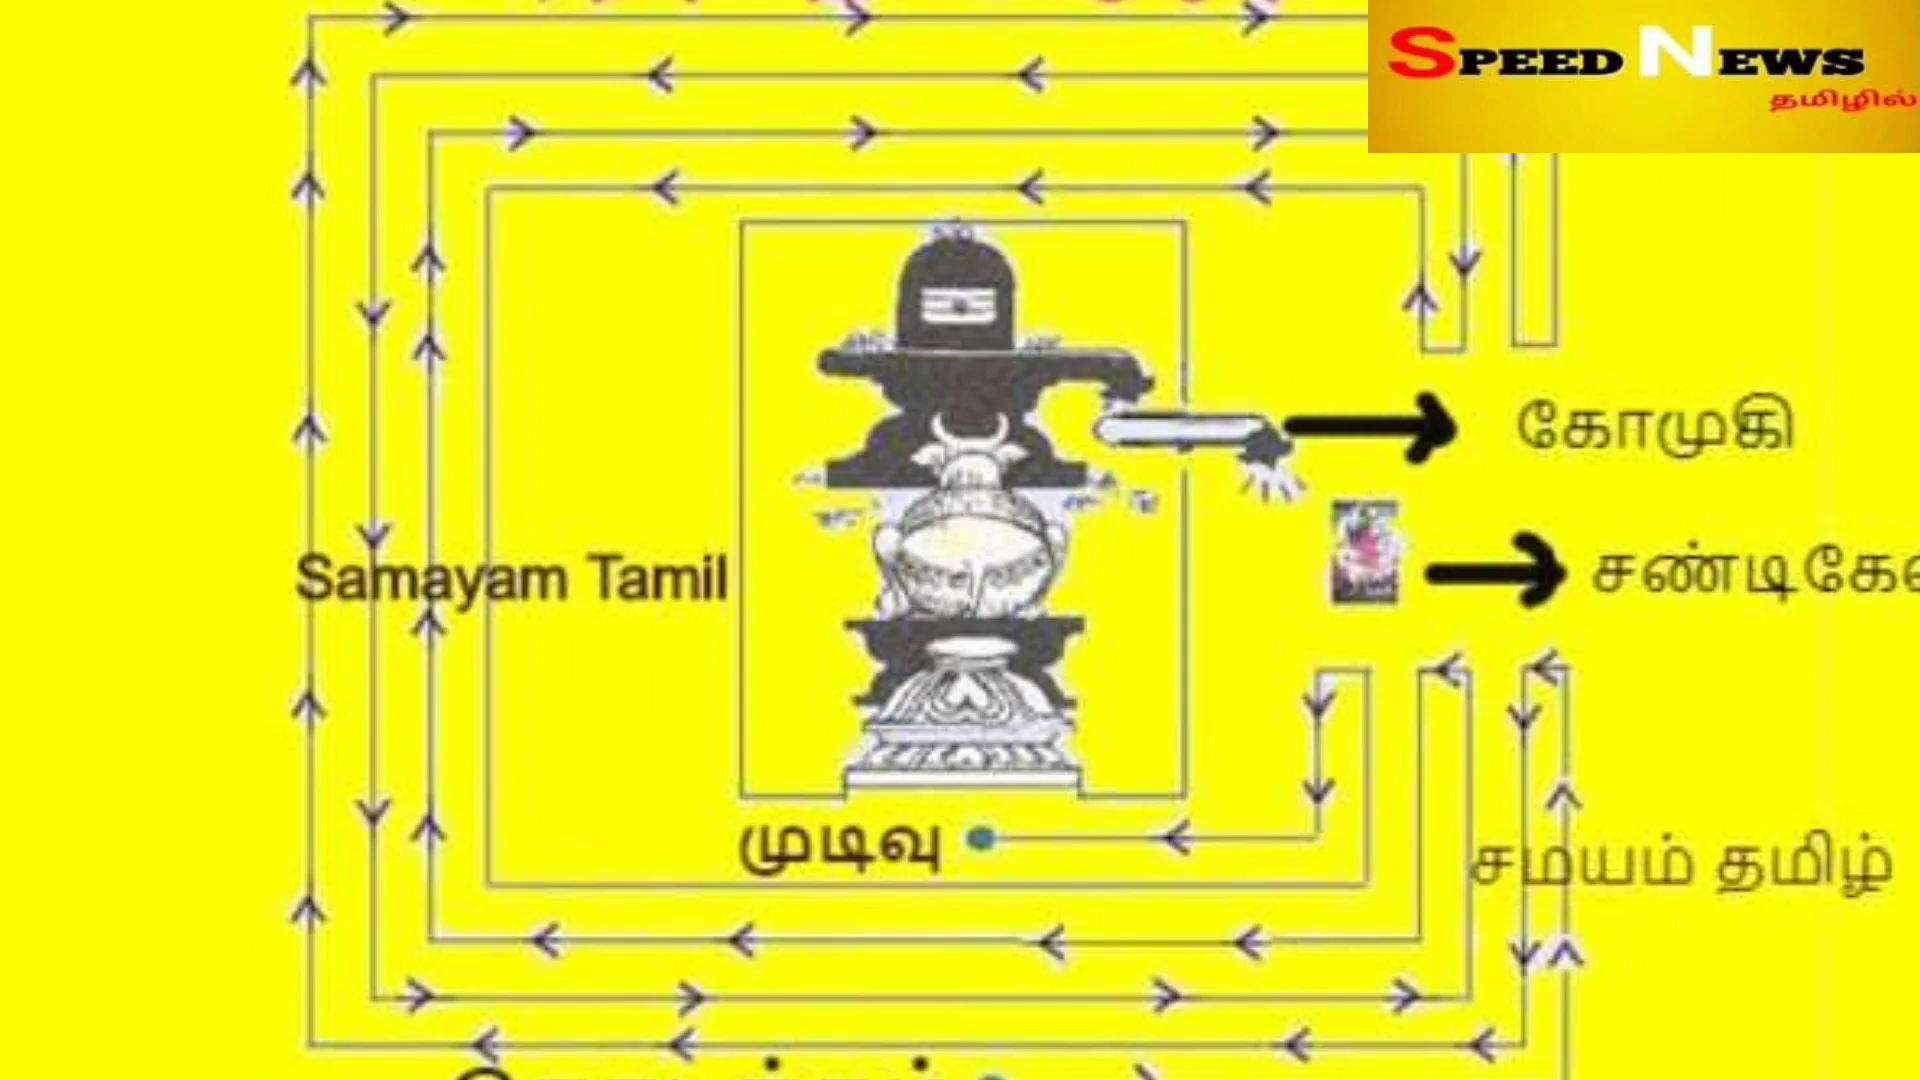 SPEED NEWS
தமிழில்
கோமுகி
Samayam Tamil
முடிவு
சமயம் தமிழ்